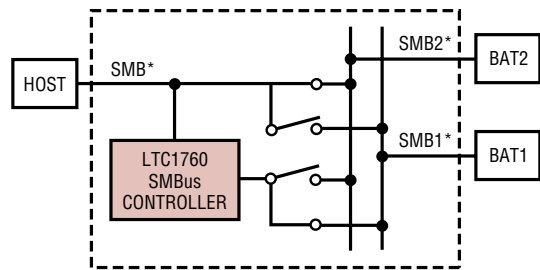 SMB2*
BAT2
SMB*
HOST
SMB1*
BAT1
LTC1760
SMBus
CONTROLLER